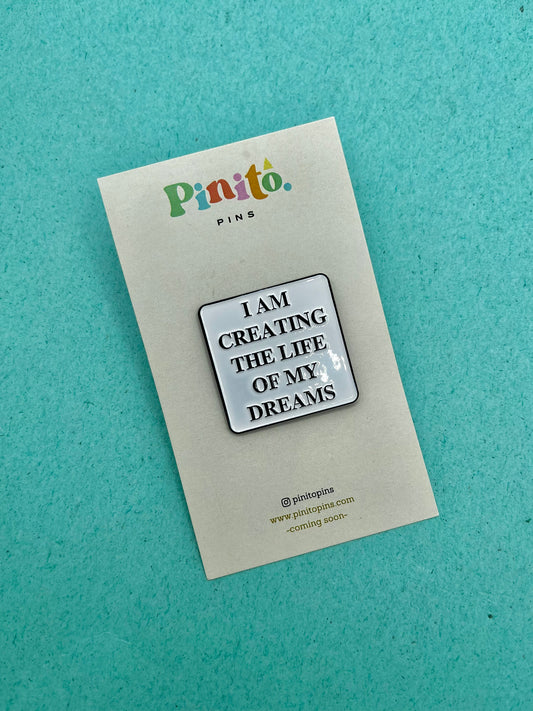 Pinito.
PINS
I AM
CREATING
THE LIFE
OF MY
DREAMS
pinitopins
www.pinitopins.com
-coming soon-